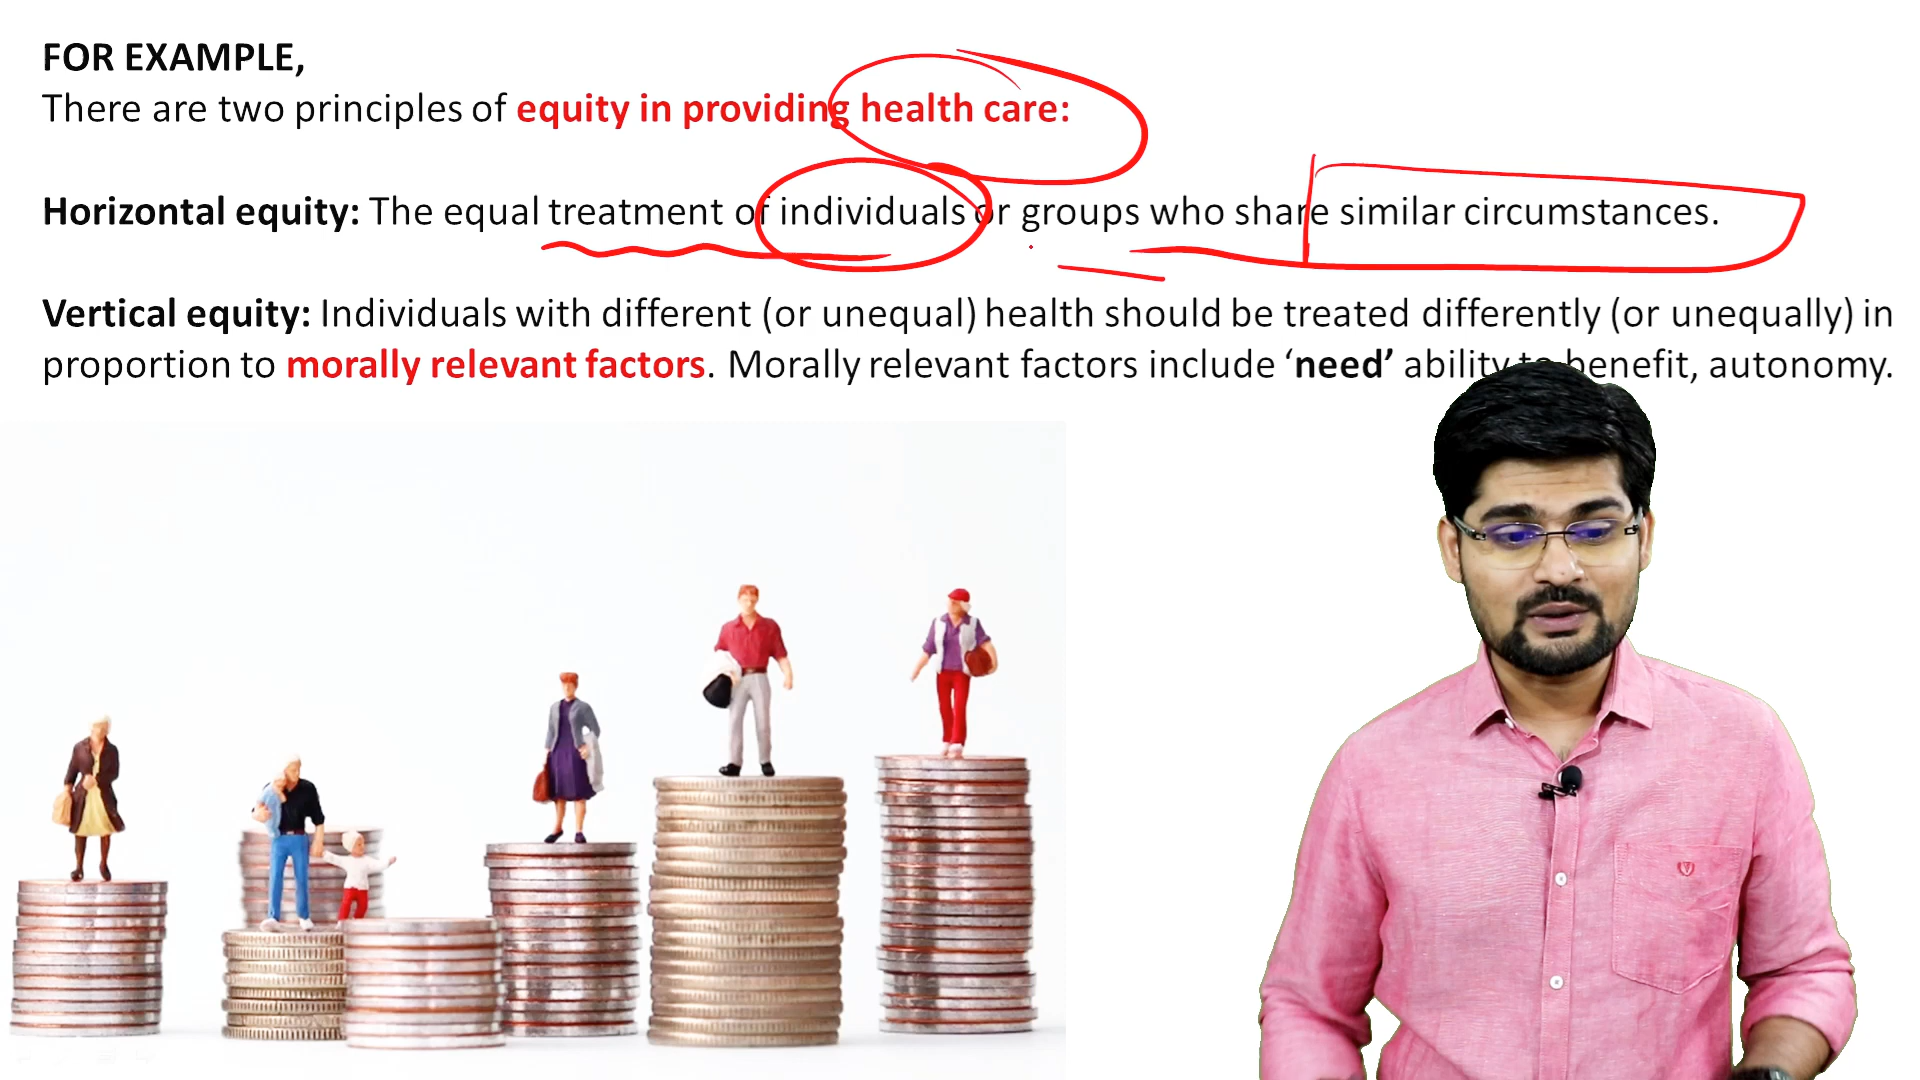 FOR EXAMPLE,
There are two principles of equity in providing health care:
Horizontal equity: The equal treatment of individuals or groups who share similar circumstances.
Vertical equity: Individuals with different (or unequal) health should be treated differently (or unequally) in
proportion to morally relevant factors. Morally relevant factors include ‘need’ ability to benefit, autonomy.